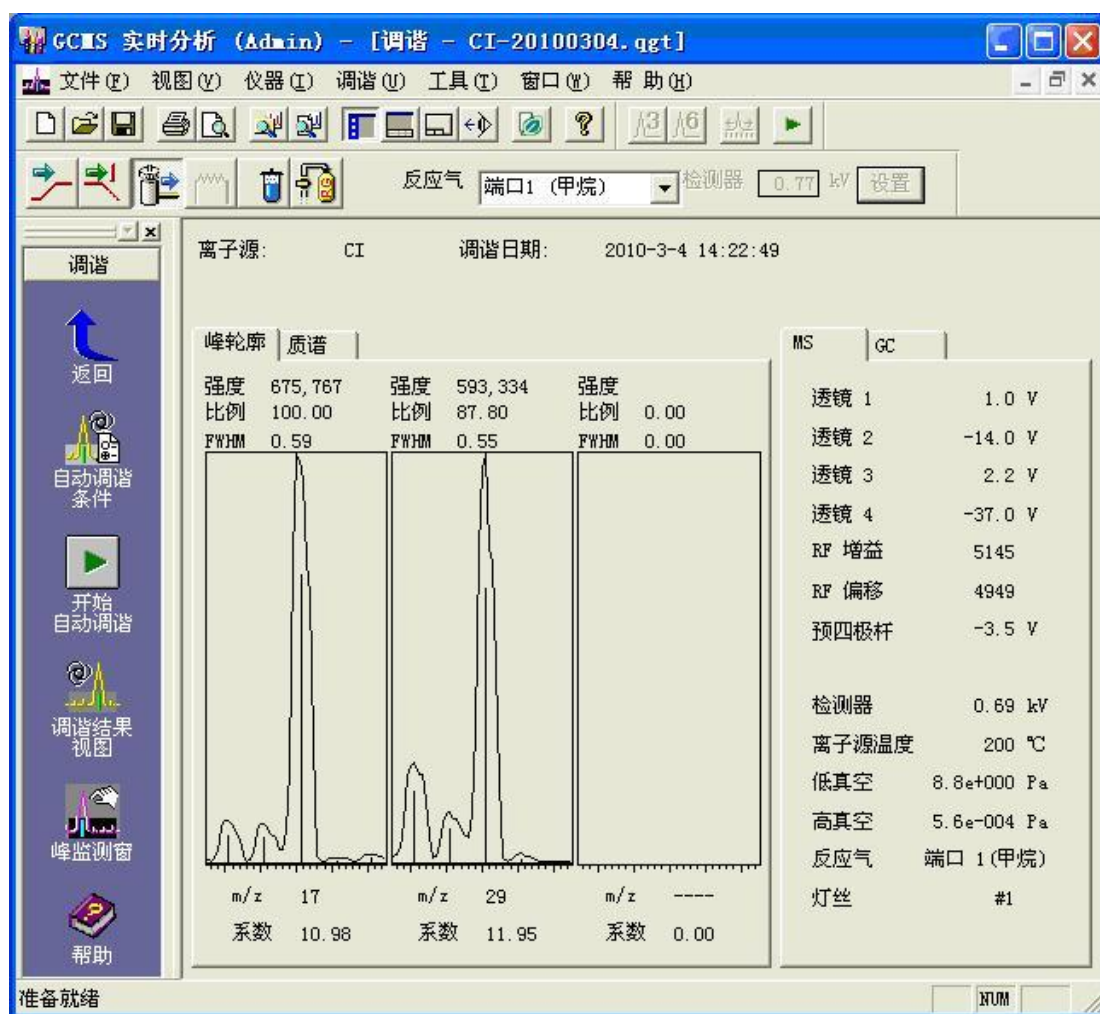 GCMS 实时分析 (Admin) - [调谐 - CI-20100304.qgt]
文件(F) 视图(V) 仪器(I) 调谐(U) 工具(T) 窗口(W) 帮 助(H)
反应气 端口1 (甲烷) 检测器 0.77 kV 设置
调谐
返回
自动调谐
条件
开始
自动调谐
调谐结果
视图
峰监测窗
帮助
离子源: CI 调谐日期: 2010-3-4 14:22:49
峰轮廓 质谱
强度 675,767 强度 593,334 强度
比例 100.00 比例 87.80 比例 0.00
FWHM 0.59 FWHM 0.55 FWHM 0.00
m/z 17 m/z 29 m/z ----
系数 10.98 系数 11.95 系数 0.00
MS GC
透镜 1 1.0 V
透镜 2 -14.0 V
透镜 3 2.2 V
透镜 4 -37.0 V
RF 增益 5145
RF 偏移 4949
预四极杆 -3.5 V
检测器 0.69 kV
离子源温度 200 ℃
低真空 8.8e+000 Pa
高真空 5.6e-004 Pa
反应气 端口 1(甲烷)
灯丝 #1
准备就绪 NUM